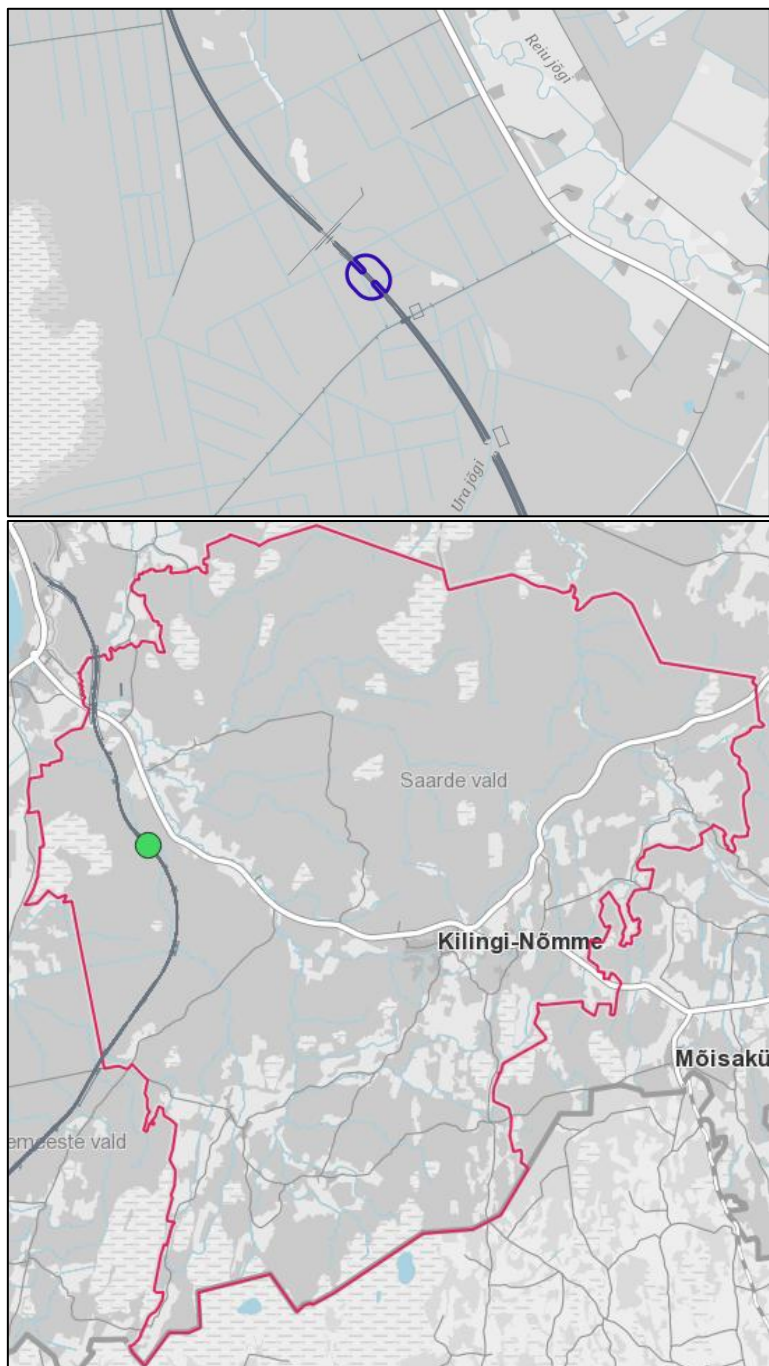 Reiu jõgi
Ura jõgi
Saarde vald
Kilingi-Nõmme
Mõisakü
emeeste vald